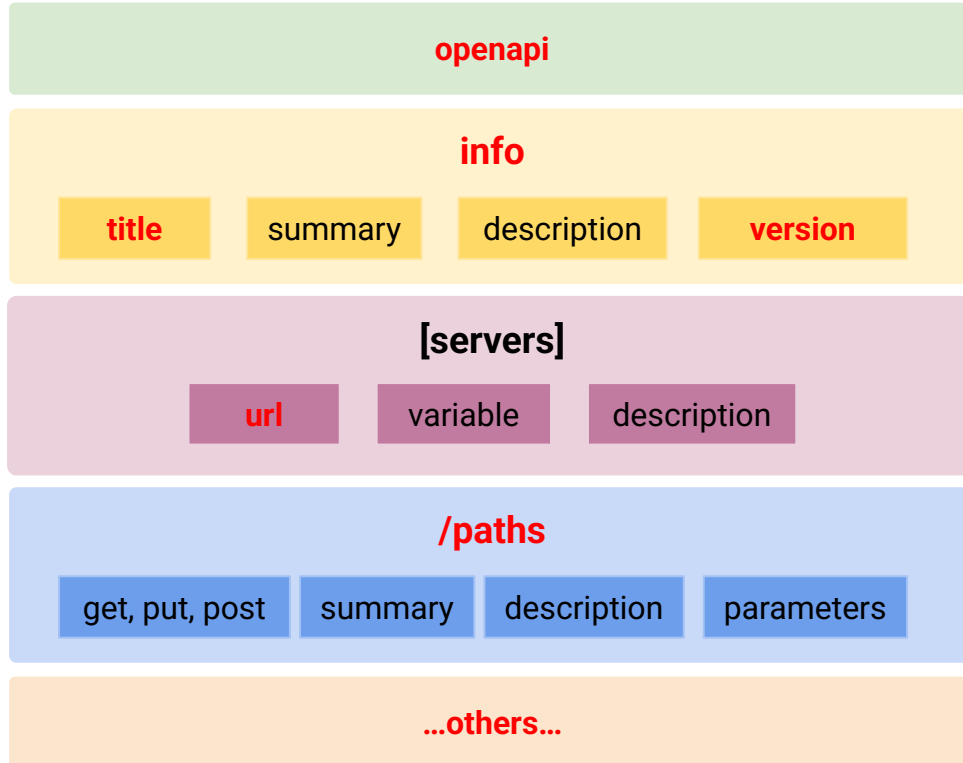 openapi
info
title summary description version
[servers]
url variable description
/paths
get, put, post summary description parameters
…others…